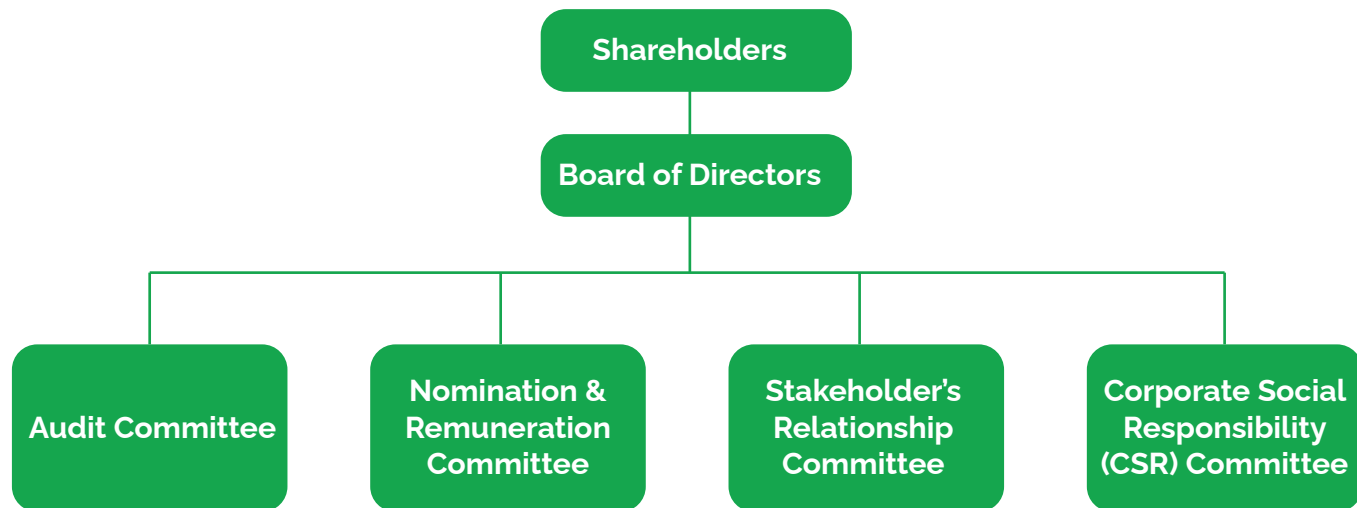 Shareholders
Board of Directors
Audit Committee
Nomination &
Remuneration
Committee
Stakeholder’s
Relationship
Committee
Corporate Social
Responsibility
(CSR) Committee